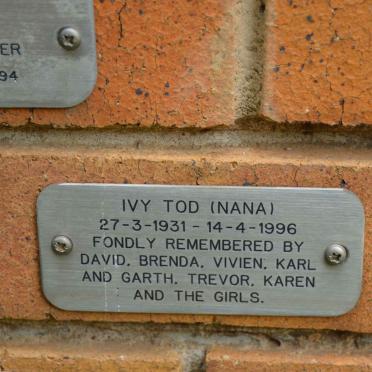 ER
94
IVY TOD (NANA)
27-3-1931 - 14-4-1996
FONDLY REMEMBERED BY
DAVID, BRENDA, VIVIEN, KARL
AND GARTH, TREVOR, KAREN
AND THE GIRLS.